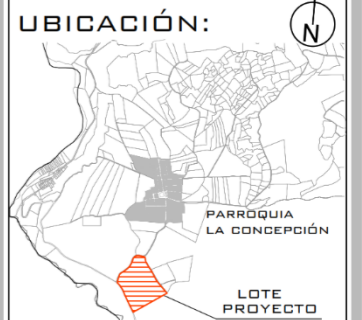 UBICACIÓN:
N
PARROQUIA
LA CONCEPCIÓN
LOTE
PROYECTO